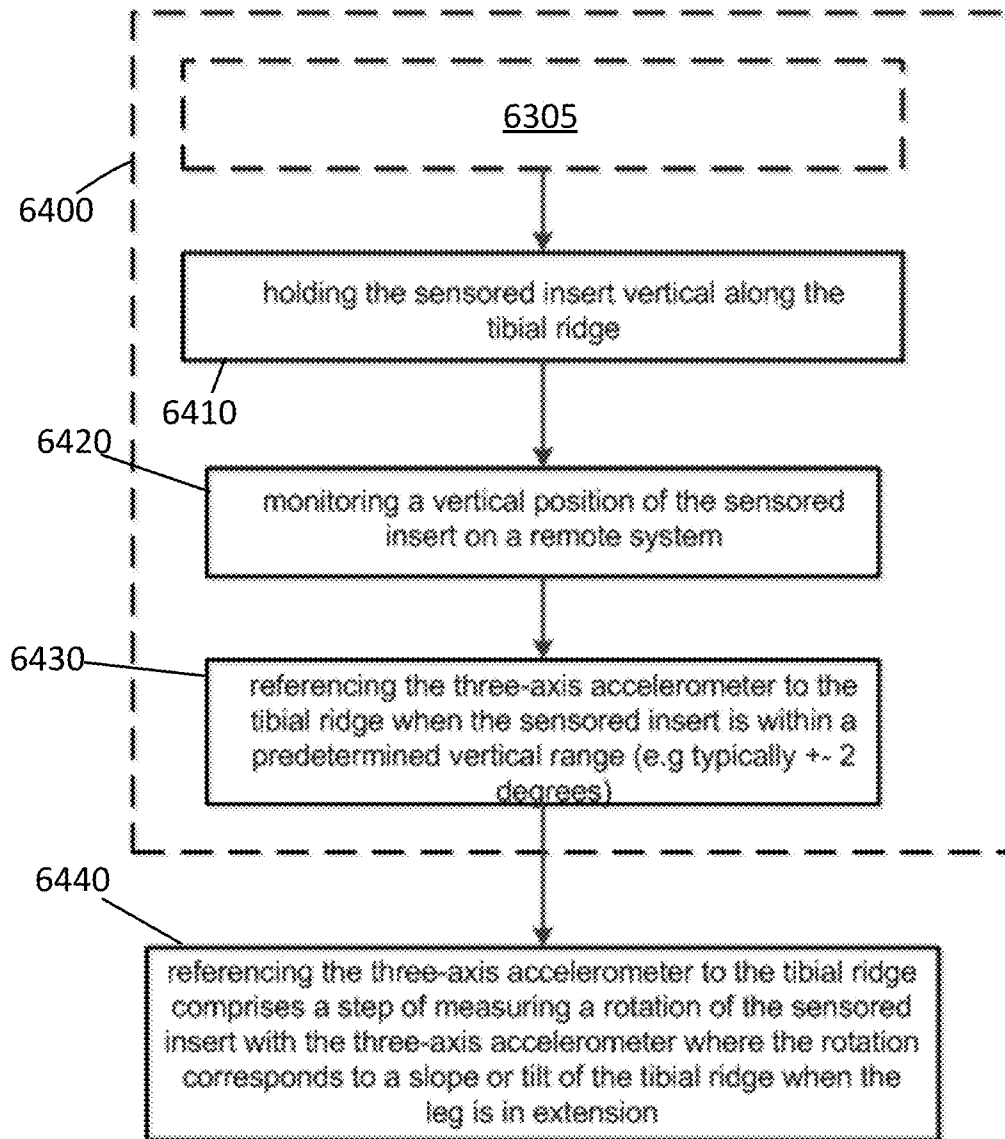 6305
6400
holding the sensored insert vertical along the
tibial ridge
6410
6420
monitoring a vertical position of the sensored
insert on a remote system
6430
referencing the three-axis accelerometer to the
tibial ridge when the sensored insert is within a
predetermined vertical range (e.g typically +- 2
degrees)
6440
referencing the three-axis accelerometer to the tibial ridge
comprises a step of measuring a rotation of the sensored
insert with the three-axis accelerometer where the rotation
corresponds to a slope or tilt of the tibial ridge when the
leg is in extension